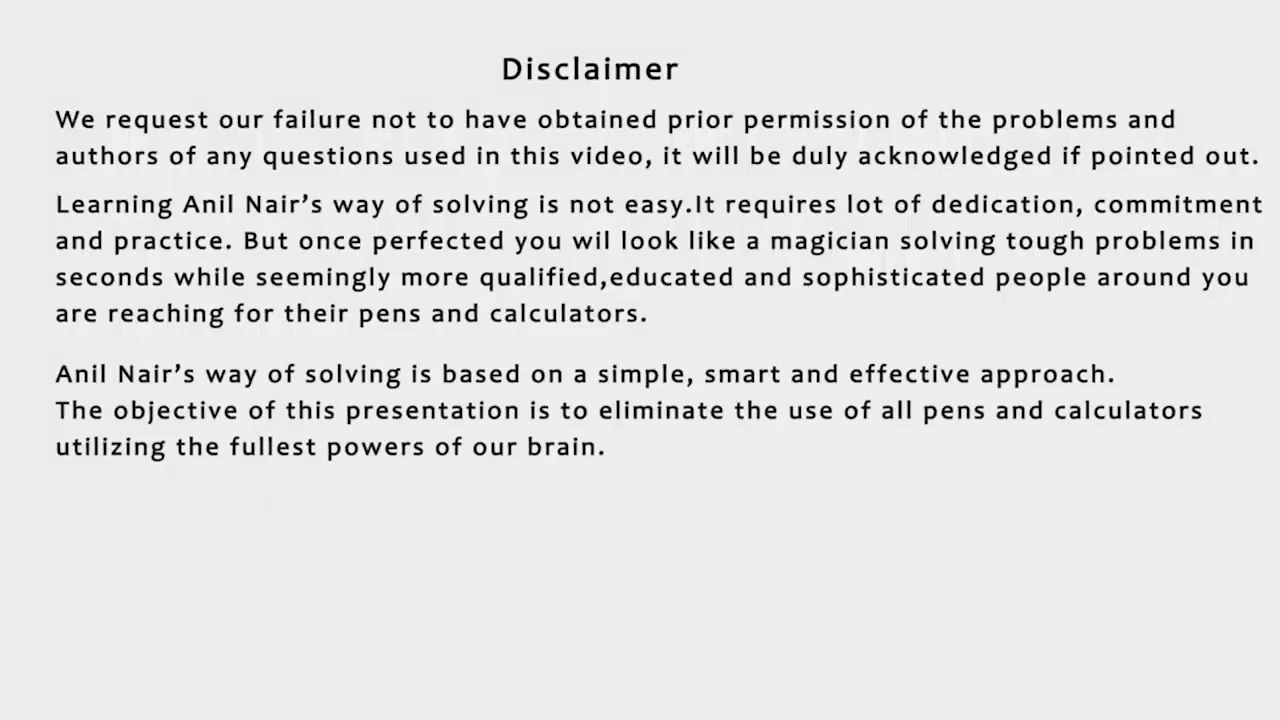 Disclaimer
We request our failure not to have obtained prior permission of the problems and
authors of any questions used in this video, it will be duly acknowledged if pointed out.
Learning Anil Nair’s way of solving is not easy.It requires lot of dedication, commitment
and practice. But once perfected you wil look like a magician solving tough problems in
seconds while seemingly more qualified,educated and sophisticated people around you
are reaching for their pens and calculators.
Anil Nair’s way of solving is based on a simple, smart and effective approach.
The objective of this presentation is to eliminate the use of all pens and calculators
utilizing the fullest powers of our brain.